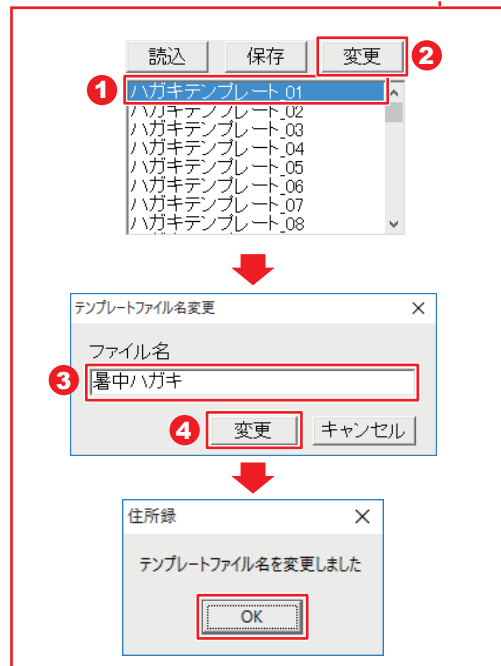 読込 保存 変更 2
1 ハガキテンプレート_01
ハガキテンプレート_02
ハガキテンプレート_03
ハガキテンプレート_04
ハガキテンプレート_05
ハガキテンプレート_06
ハガキテンプレート_07
ハガキテンプレート_08
テンプレートファイル名変更
ファイル名
3 暑中ハガキ
4 変更 キャンセル
住所録
テンプレートファイル名を変更しました
OK